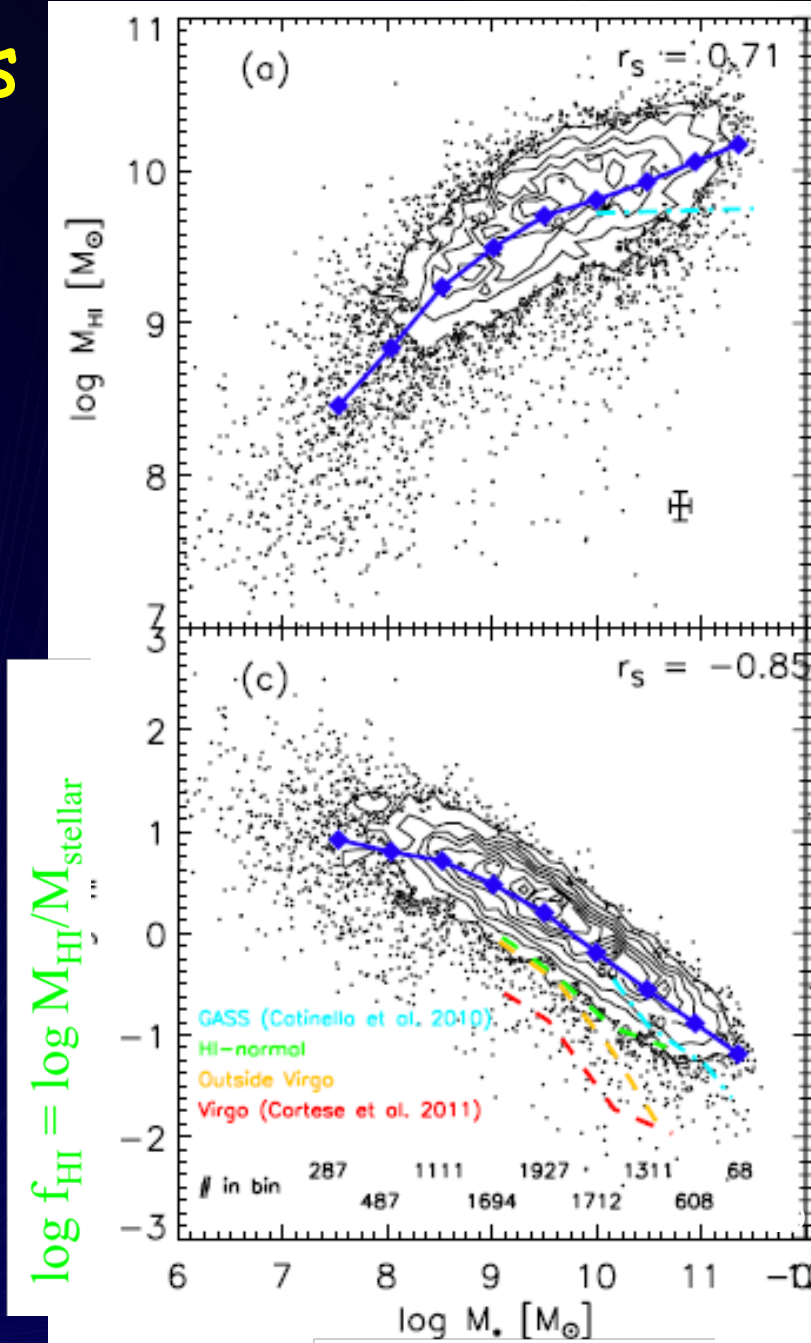 s
11
(a)
r_s = 0.71
10
9
8
7
log M_HI [M_⊙]
3
(c)
r_s = −0.85
2
1
0
−1
−2
−3
log f_HI = log M_HI/M_stellar
GASS (Catinella et al. 2010)
HI−normal
Outside Virgo
Virgo (Cortese et al. 2011)
# in bin
287 1111 1927 1311 68
487 1694 1712 608
6 7 8 9 10 11
log M_* [M_⊙]